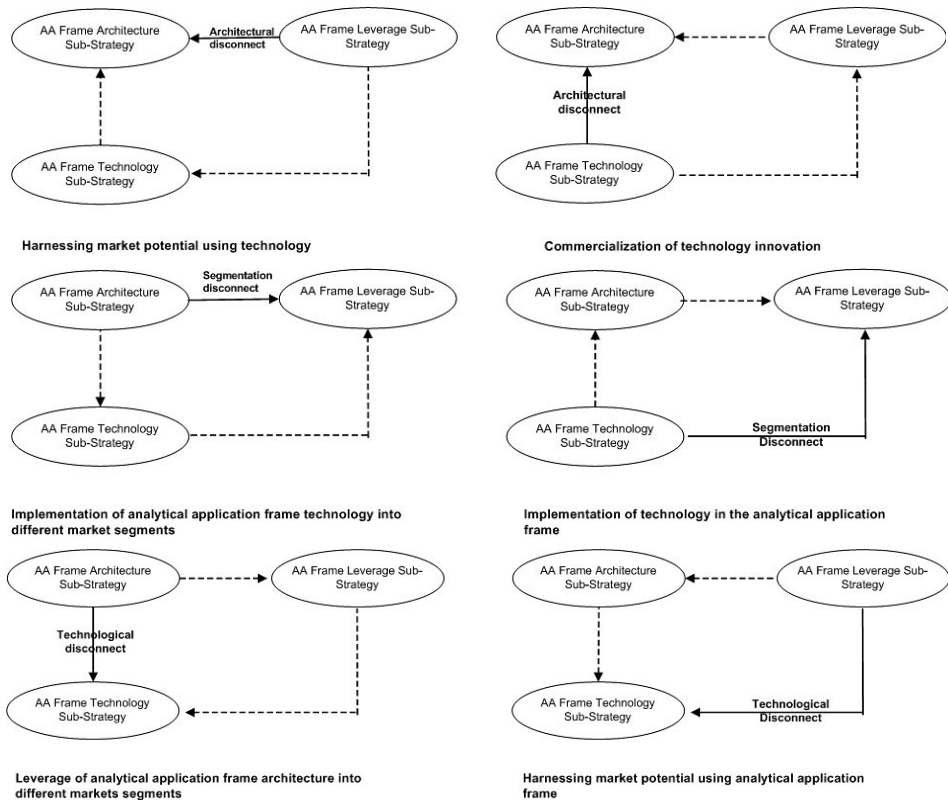 AA Frame Architecture
Sub-Strategy
Architectural
disconnect
AA Frame Leverage Sub-
Strategy
AA Frame Technology
Sub-Strategy
Harnessing market potential using technology
AA Frame Architecture
Sub-Strategy
AA Frame Leverage Sub-
Strategy
Architectural
disconnect
AA Frame Technology
Sub-Strategy
Commercialization of technology innovation
AA Frame Architecture
Sub-Strategy
Segmentation
disconnect
AA Frame Leverage Sub-
Strategy
AA Frame Technology
Sub-Strategy
Implementation of analytical application frame technology into
different market segments
AA Frame Architecture
Sub-Strategy
AA Frame Leverage Sub-
Strategy
AA Frame Technology
Sub-Strategy
Segmentation
Disconnect
Implementation of technology in the analytical application
frame
AA Frame Architecture
Sub-Strategy
AA Frame Leverage Sub-
Strategy
Technological
disconnect
AA Frame Technology
Sub-Strategy
Leverage of analytical application frame architecture into
different markets segments
AA Frame Architecture
Sub-Strategy
AA Frame Leverage Sub-
Strategy
AA Frame Technology
Sub-Strategy
Technological
Disconnect
Harnessing market potential using analytical application
frame